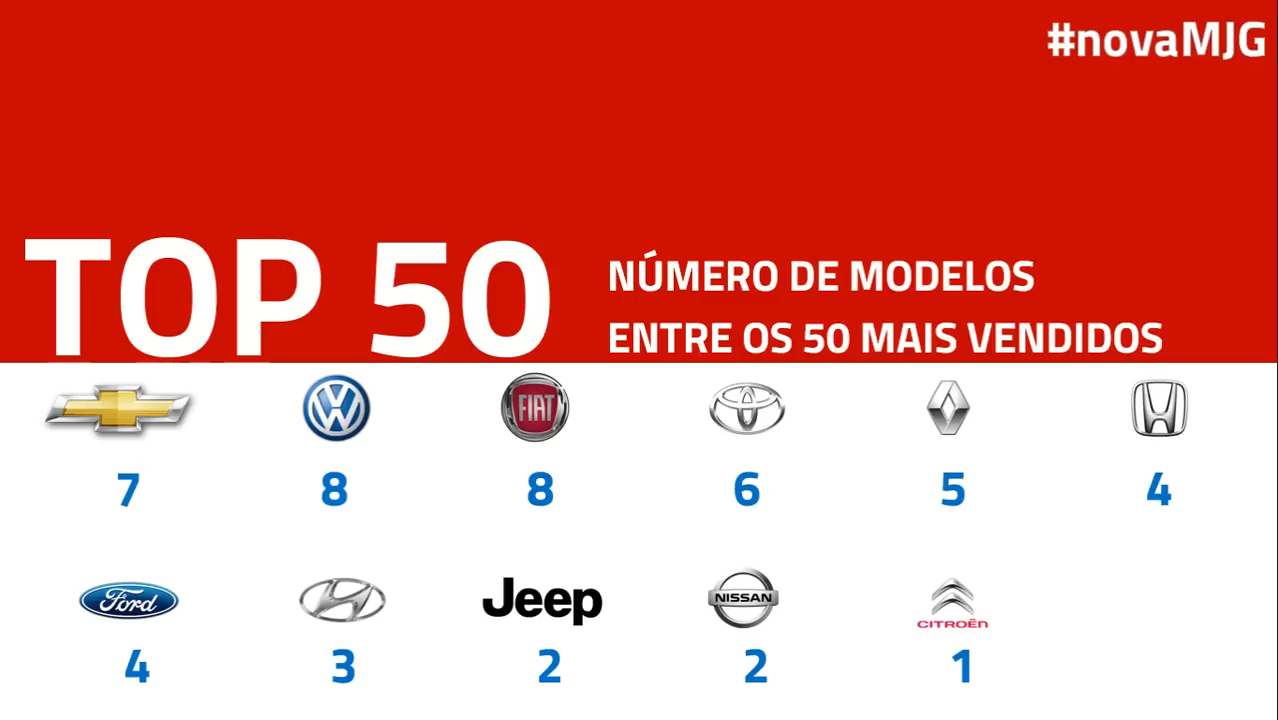 #novaMJG
TOP 50
NÚMERO DE MODELOS
ENTRE OS 50 MAIS VENDIDOS
FIAT
7 8 8 6 5 4
Ford Jeep NISSAN CITROËN
4 3 2 2 1